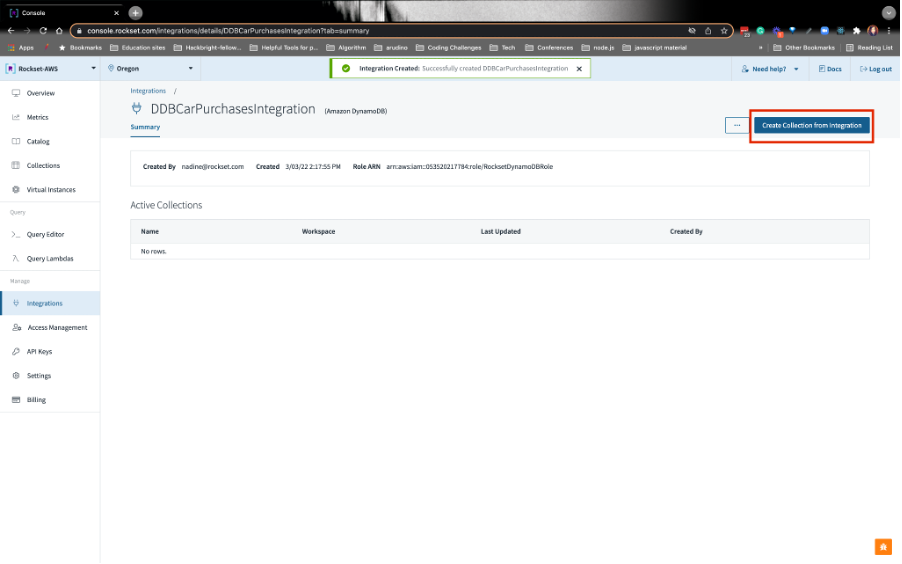 Console
console.rockset.com/integrations/details/DDBCarPurchasesIntegration?tab=summary
Apps Bookmarks Education sites Hackbright-fellow... Helpful Tools for p... Algorithm arudino Coding Challenges Tech Conferences node.js javascript material » Other Bookmarks Reading List
Rockset-AWS Oregon Integration Created: Successfully created DDBCarPurchasesIntegration Need help? Docs Log out
Overview
Metrics
Catalog
Collections
Virtual Instances
Query
Query Editor
Query Lambdas
Manage
Integrations
Access Management
API Keys
Settings
Billing
Integrations /
DDBCarPurchasesIntegration (Amazon DynamoDB)
Summary
... Create Collection from Integration
Created By nadine@rockset.com Created 3/03/22 2:17:55 PM Role ARN arn:aws:iam::053520217784:role/RocksetDynamoDBRole
Active Collections
Name Workspace Last Updated Created By
No rows.